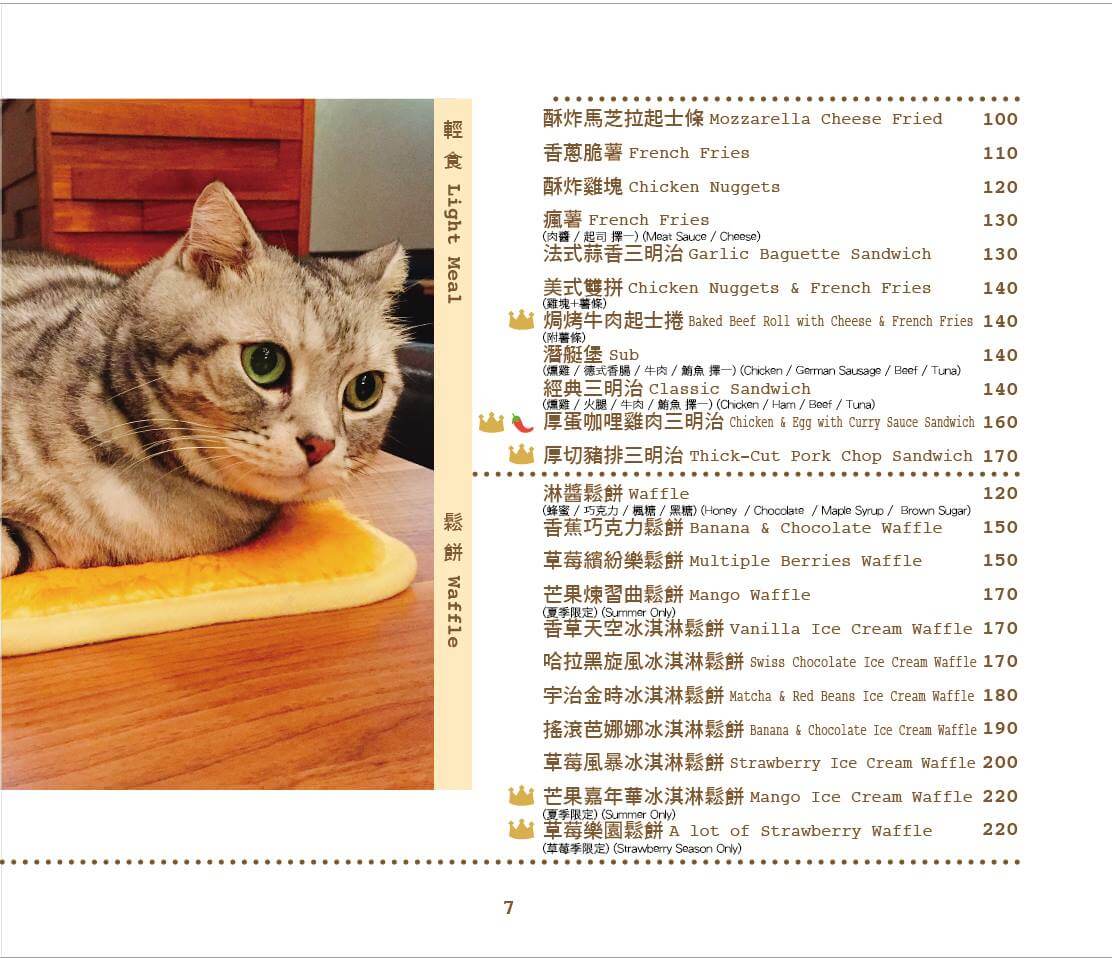 輕食 Light Meal
酥炸馬芝拉起士條 Mozzarella Cheese Fried 100
香蔥脆薯 French Fries 110
酥炸雞塊 Chicken Nuggets 120
瘋薯 French Fries 130
(肉醬 / 起司 擇一) (Meat Sauce / Cheese)
法式蒜香三明治 Garlic Baguette Sandwich 130
美式雙拼 Chicken Nuggets & French Fries 140
(雞塊+薯條)
焗烤牛肉起士捲 Baked Beef Roll with Cheese & French Fries 140
(附薯條)
潛艇堡 Sub 140
(燻雞 / 德式香腸 / 牛肉 / 鮪魚 擇一) (Chicken / German Sausage / Beef / Tuna)
經典三明治 Classic Sandwich 140
(燻雞 / 火腿 / 牛肉 / 鮪魚 擇一) (Chicken / Ham / Beef / Tuna)
厚蛋咖哩雞肉三明治 Chicken & Egg with Curry Sauce Sandwich 160
厚切豬排三明治 Thick-Cut Pork Chop Sandwich 170
鬆餅 Waffle
淋醬鬆餅 Waffle 120
(蜂蜜 / 巧克力 / 楓糖 / 黑糖) (Honey / Chocolate / Maple Syrup / Brown Sugar)
香蕉巧克力鬆餅 Banana & Chocolate Waffle 150
草莓繽紛樂鬆餅 Multiple Berries Waffle 150
芒果煉習曲鬆餅 Mango Waffle 170
(夏季限定) (Summer Only)
香草天空冰淇淋鬆餅 Vanilla Ice Cream Waffle 170
哈拉黑旋風冰淇淋鬆餅 Swiss Chocolate Ice Cream Waffle 170
宇治金時冰淇淋鬆餅 Matcha & Red Beans Ice Cream Waffle 180
搖滾芭娜娜冰淇淋鬆餅 Banana & Chocolate Ice Cream Waffle 190
草莓風暴冰淇淋鬆餅 Strawberry Ice Cream Waffle 200
芒果嘉年華冰淇淋鬆餅 Mango Ice Cream Waffle 220
(夏季限定) (Summer Only)
草莓樂園鬆餅 A lot of Strawberry Waffle 220
(草莓季限定) (Strawberry Season Only)
7